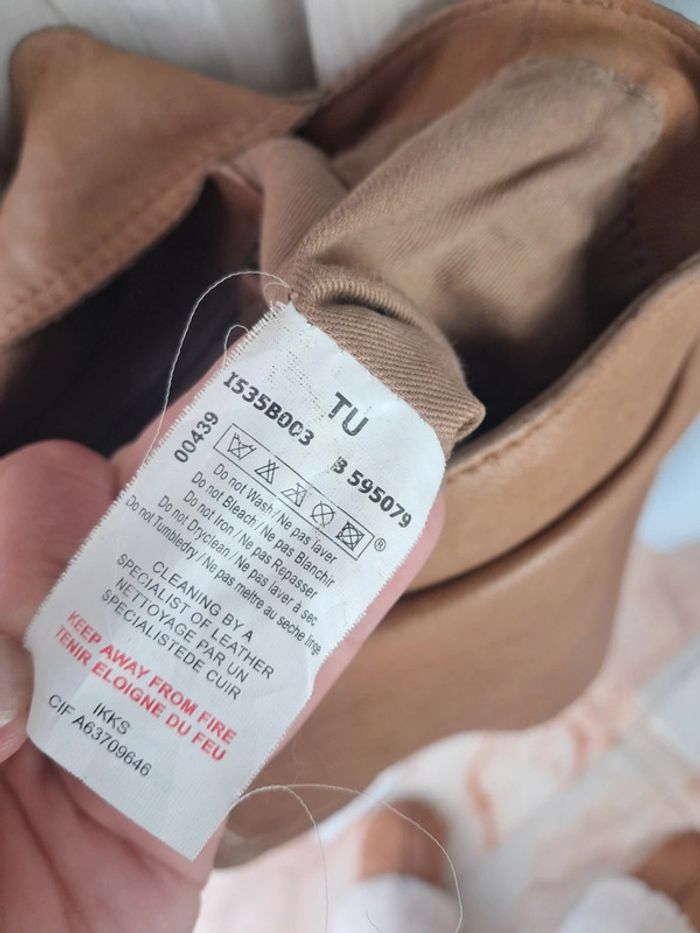 TU
I535B003 B 595079
00439
®
Do not Wash/Ne pas laver
Do not Bleach/Ne pas Blanchir
Do not Iron/Ne pas Repasser
Do not Dryclean/Ne pas laver à sec
Do not Tumbledry/Ne pas mettre au seche linge
CLEANING BY A
SPECIALIST OF LEATHER
NETTOYAGE PAR UN
SPECIALISTEDE CUIR
KEEP AWAY FROM FIRE
TENIR ELOIGNE DU FEU
IKKS
CIF A63709646